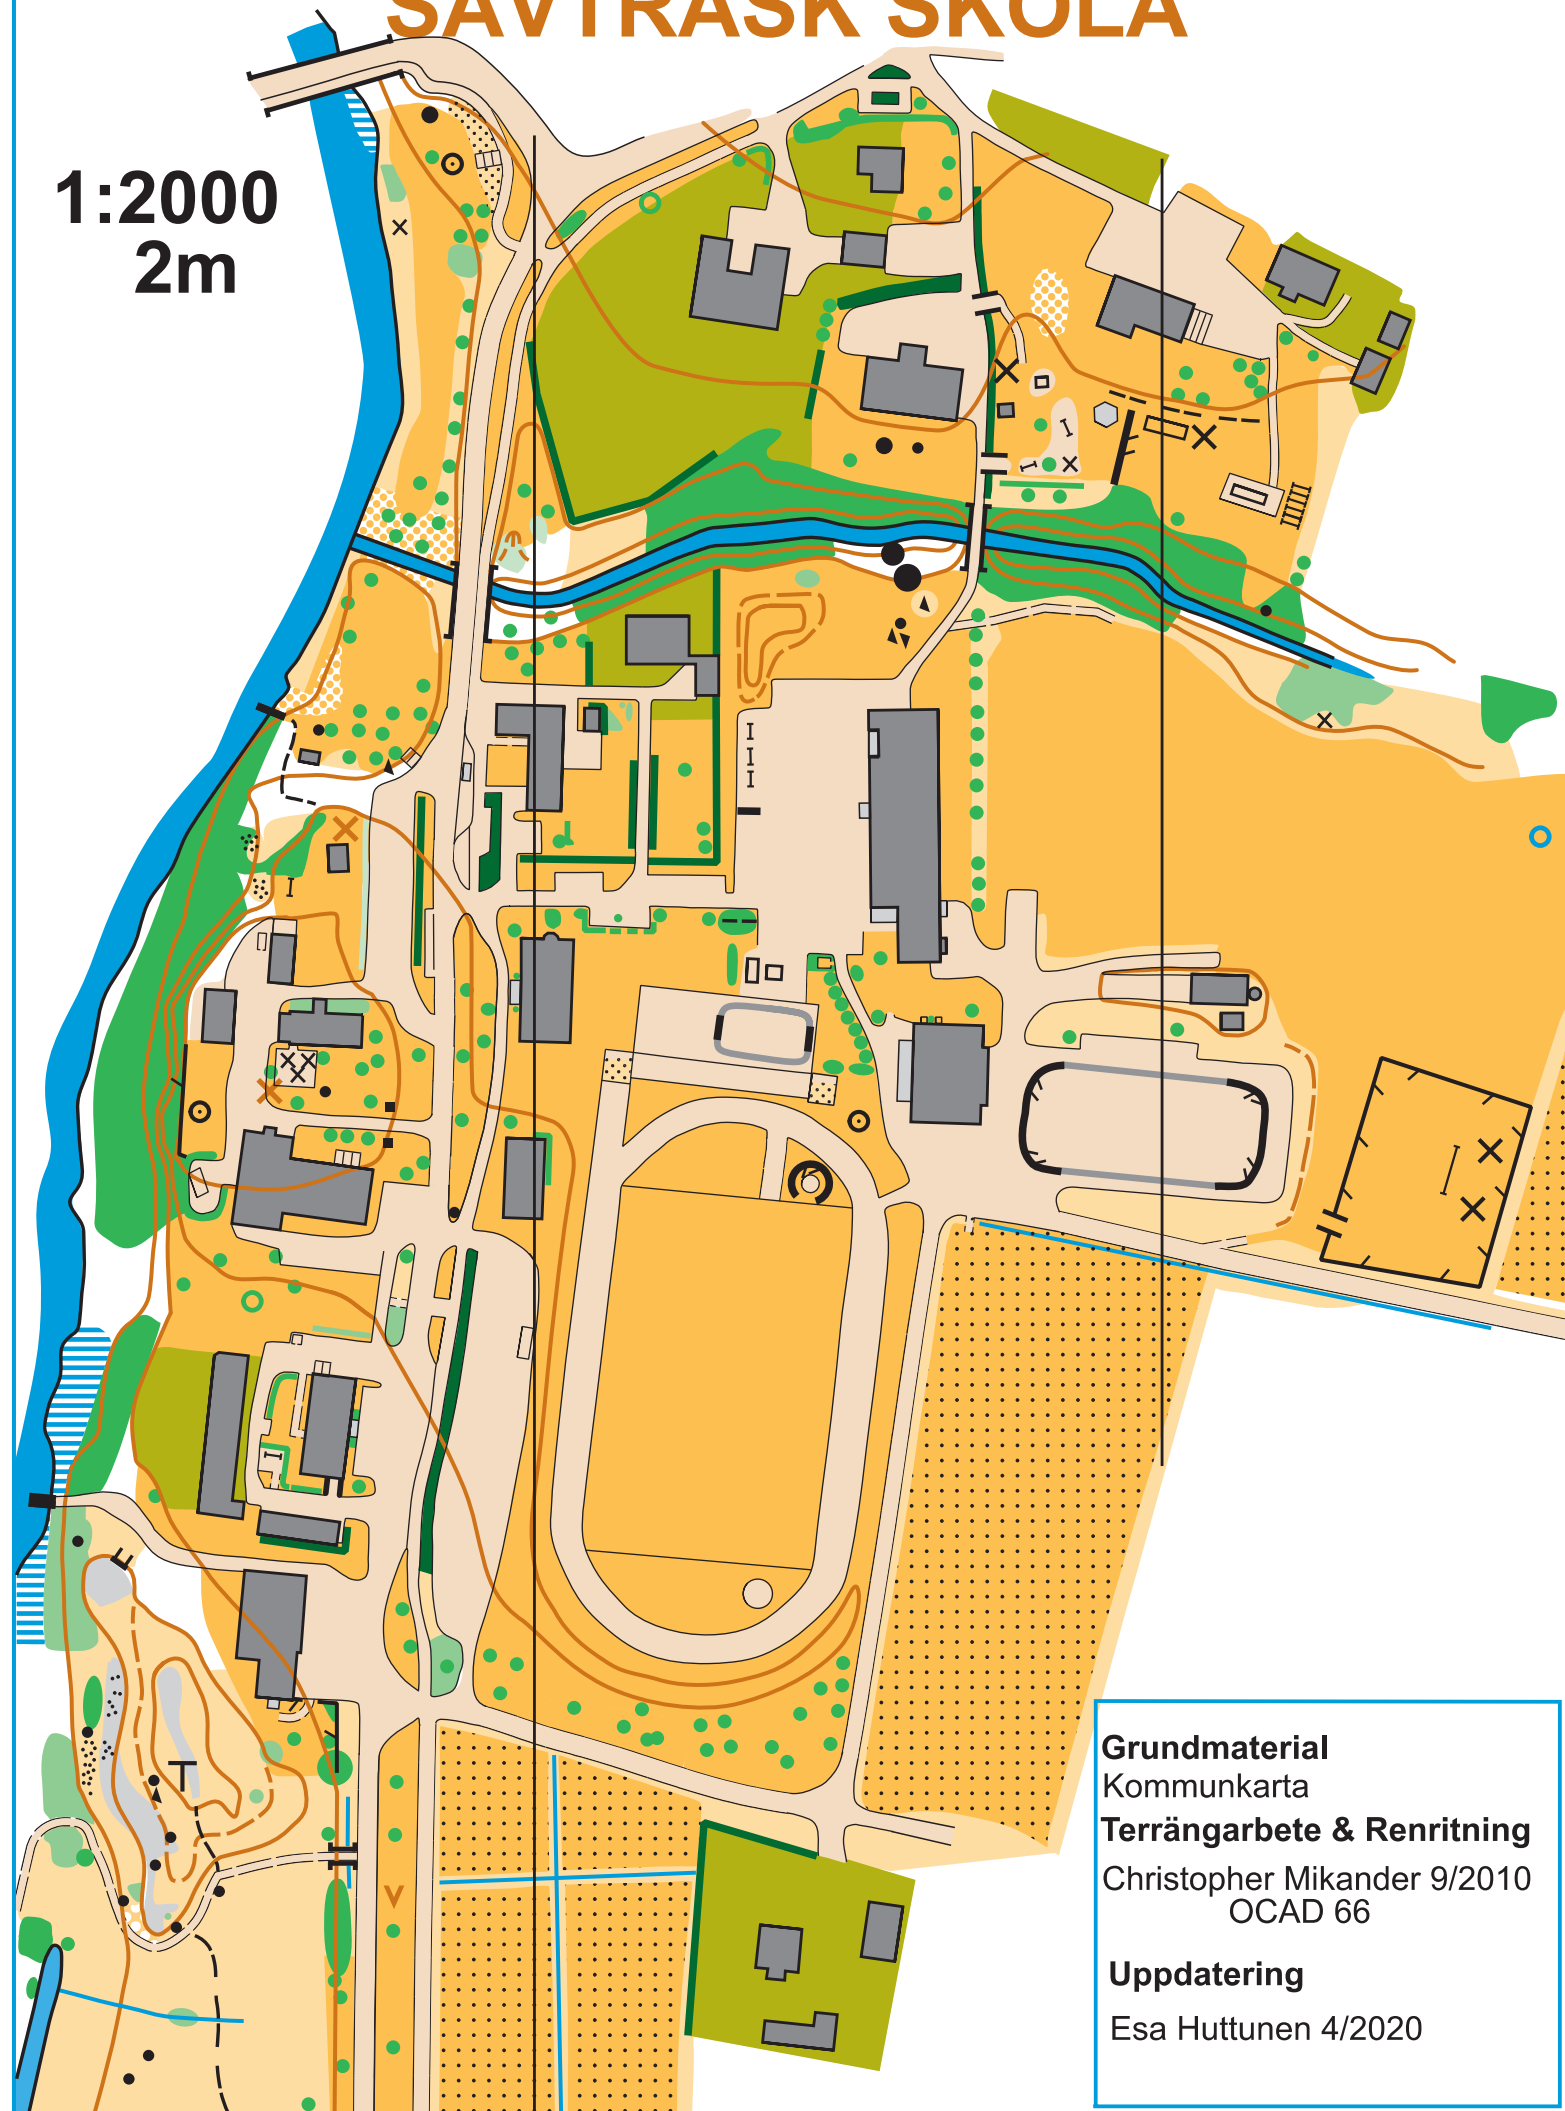 SÄVTRÄSK SKOLA
1:2000
2m
Grundmaterial
Kommunkarta
Terrängarbete & Renritning
Christopher Mikander 9/2010
OCAD 66
Uppdatering
Esa Huttunen 4/2020